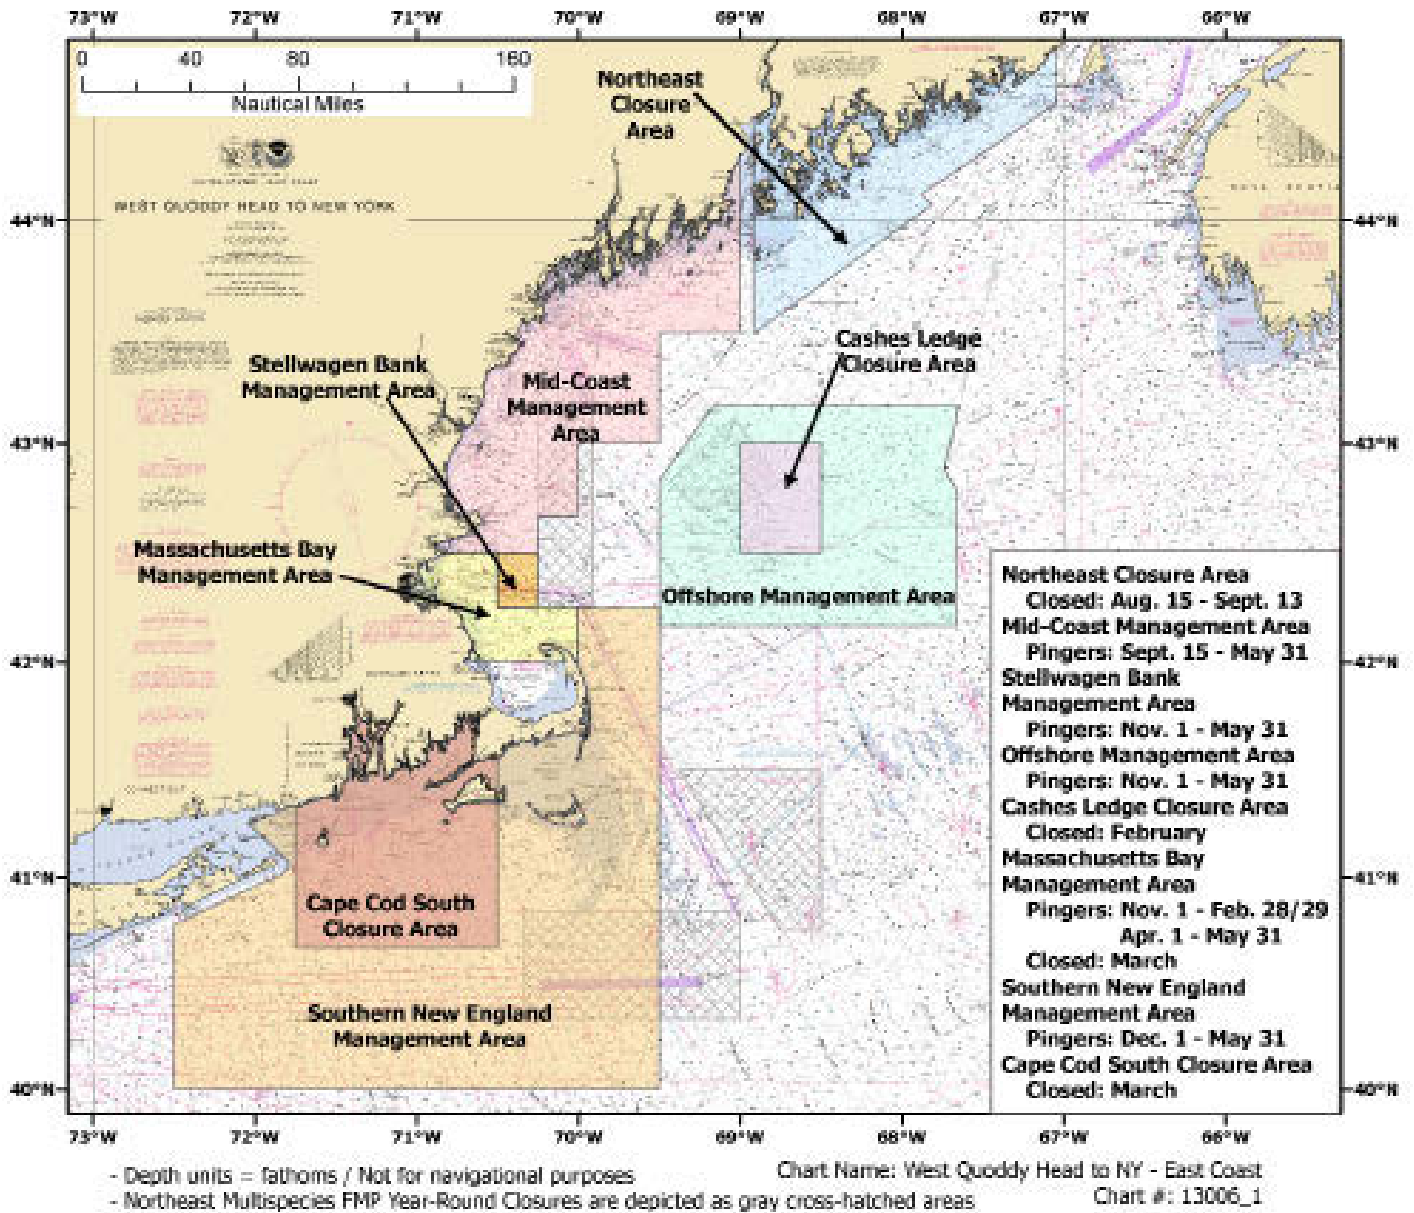 73°W 72°W 71°W 70°W 69°W 68°W 67°W 66°W
0 40 80 160
Nautical Miles
Northeast
Closure
Area
WEST QUODDY HEAD TO NEW YORK
44°N 44°N
Cashes Ledge
Closure Area
Stellwagen Bank
Management Area
Mid-Coast
Management
Area
43°N 43°N
Massachusetts Bay
Management Area
Offshore Management Area
42°N 42°N
Cape Cod South
Closure Area
41°N 41°N
Southern New England
Management Area
40°N 40°N
Northeast Closure Area
Closed: Aug. 15 - Sept. 13
Mid-Coast Management Area
Pingers: Sept. 15 - May 31
Stellwagen Bank
Management Area
Pingers: Nov. 1 - May 31
Offshore Management Area
Pingers: Nov. 1 - May 31
Cashes Ledge Closure Area
Closed: February
Massachusetts Bay
Management Area
Pingers: Nov. 1 - Feb. 28/29
Apr. 1 - May 31
Closed: March
Southern New England
Management Area
Pingers: Dec. 1 - May 31
Cape Cod South Closure Area
Closed: March
73°W 72°W 71°W 70°W 69°W 68°W 67°W 66°W
- Depth units = fathoms / Not for navigational purposes
- Northeast Multispecies FMP Year-Round Closures are depicted as gray cross-hatched areas
Chart Name: West Quoddy Head to NY - East Coast
Chart #: 13006_1